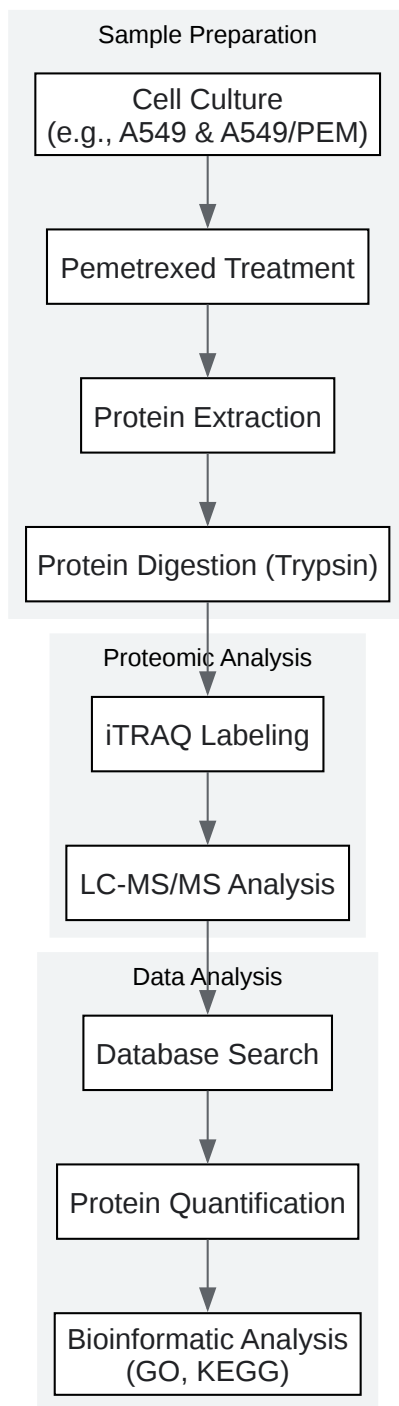 Sample Preparation
Cell Culture
(e.g., A549 & A549/PEM)
Pemetrexed Treatment
Protein Extraction
Protein Digestion (Trypsin)
Proteomic Analysis
iTRAQ Labeling
LC-MS/MS Analysis
Data Analysis
Database Search
Protein Quantification
Bioinformatic Analysis
(GO, KEGG)